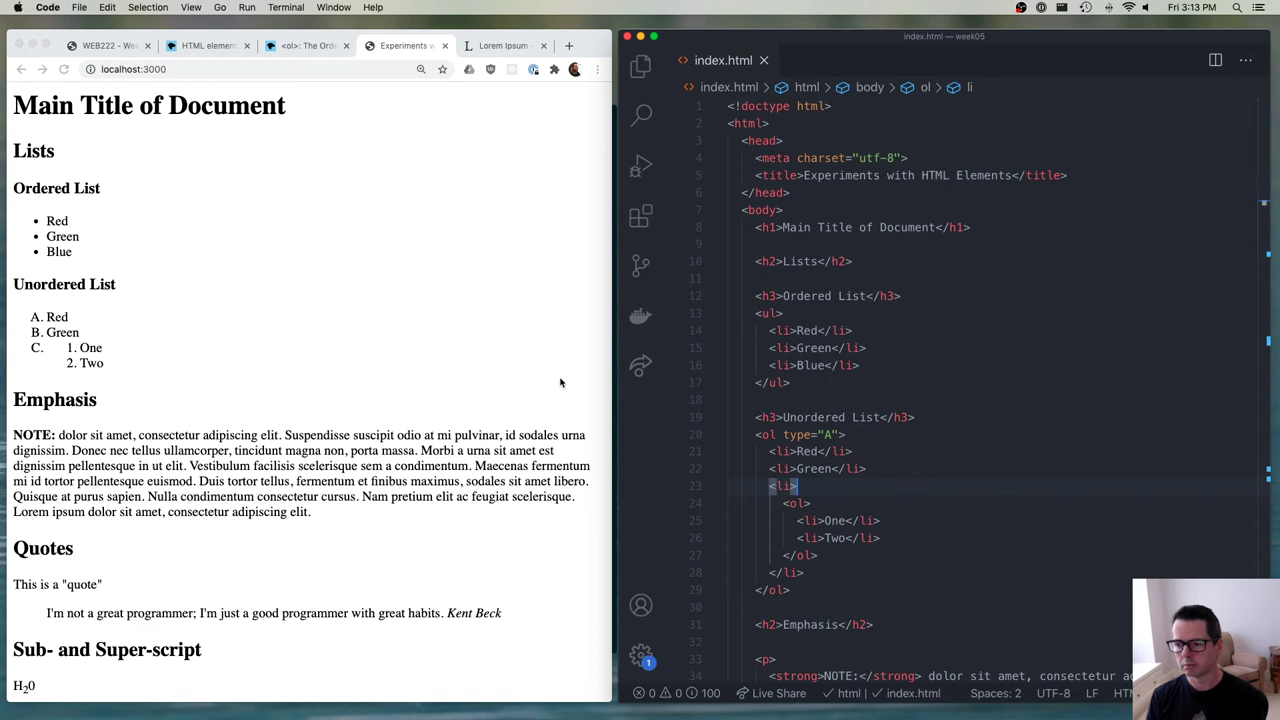 Code File Edit Selection View Go Run Terminal Window Help
Fri 3:13 PM
WEB222 - We
HTML element
<ol>: The Orde
Experiments w
Lorem Ipsum -
localhost:3000
Main Title of Document
Lists
Ordered List
• Red
• Green
• Blue
Unordered List
A. Red
B. Green
C. 1. One
2. Two
Emphasis
NOTE: dolor sit amet, consectetur adipiscing elit. Suspendisse suscipit odio at mi pulvinar, id sodales urna
dignissim. Donec nec tellus ullamcorper, tincidunt magna non, porta massa. Morbi a urna sit amet est
dignissim pellentesque in ut elit. Vestibulum facilisis scelerisque sem a condimentum. Maecenas fermentum
mi id tortor pellentesque euismod. Duis tortor tellus, fermentum et finibus maximus, sodales sit amet libero.
Quisque at purus sapien. Nulla condimentum consectetur cursus. Nam pretium elit ac feugiat scelerisque.
Lorem ipsum dolor sit amet, consectetur adipiscing elit.
Quotes
This is a "quote"
I'm not a great programmer; I'm just a good programmer with great habits. Kent Beck
Sub- and Super-script
H20
index.html — week05
index.html
index.html html body ol li
1 <!doctype html>
2 <html>
3 <head>
4 <meta charset="utf-8">
5 <title>Experiments with HTML Elements</title>
6 </head>
7 <body>
8 <h1>Main Title of Document</h1>
9
10 <h2>Lists</h2>
11
12 <h3>Ordered List</h3>
13 <ul>
14 <li>Red</li>
15 <li>Green</li>
16 <li>Blue</li>
17 </ul>
18
19 <h3>Unordered List</h3>
20 <ol type="A">
21 <li>Red</li>
22 <li>Green</li>
23 <li>
24 <ol>
25 <li>One</li>
26 <li>Two</li>
27 </ol>
28 </li>
29 </ol>
30
31 <h2>Emphasis</h2>
32
33 <p>
34 <strong>NOTE:</strong> dolor sit amet, consectetur ad
1
0 0 100 Live Share html index.html Spaces: 2 UTF-8 LF HTM